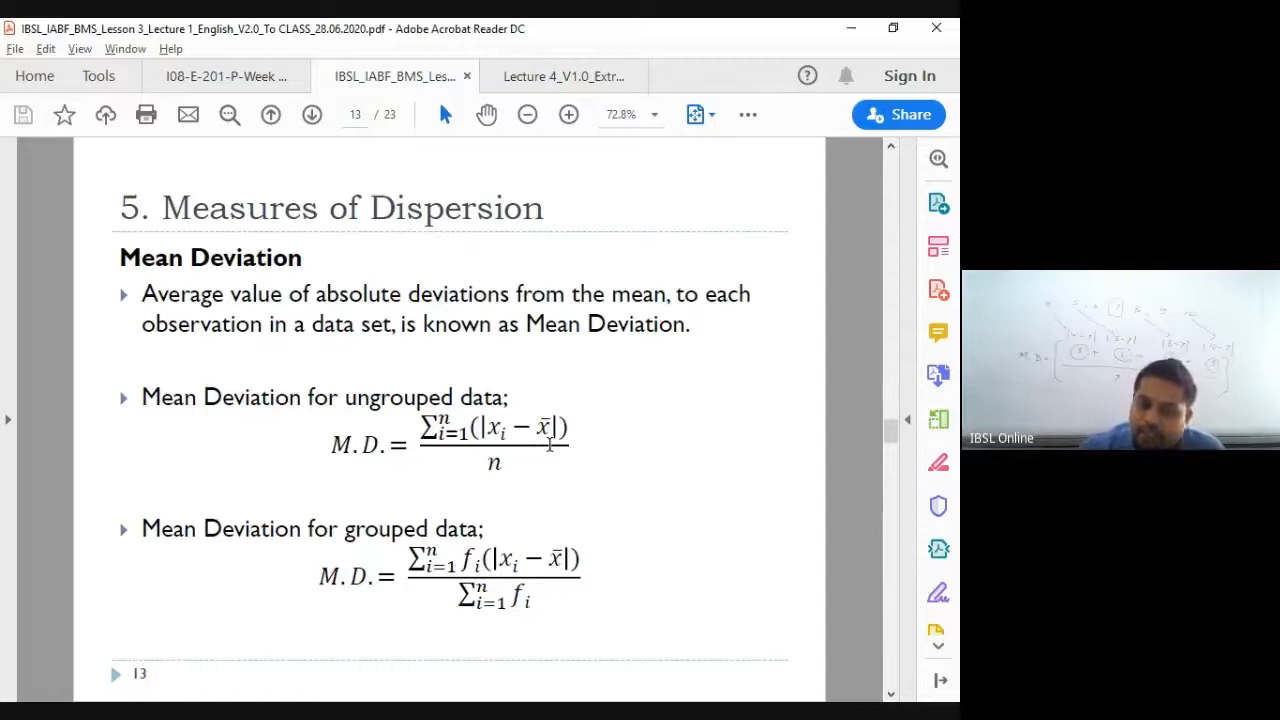 IBSL_IABF_BMS_Lesson 3_Lecture 1_English_V2.0_To CLASS_28.06.2020.pdf - Adobe Acrobat Reader DC
File Edit View Window Help
Home Tools I08-E-201-P-Week ... IBSL_IABF_BMS_Les... × Lecture 4_V1.0_Extr... Sign In
13 / 23 72.8% Share
5. Measures of Dispersion
Mean Deviation
Average value of absolute deviations from the mean, to each
observation in a data set, is known as Mean Deviation.
Mean Deviation for ungrouped data;
M.D. = ∑ⁿᵢ₌₁(|xᵢ − x̄|) / n
Mean Deviation for grouped data;
M.D. = ∑ⁿᵢ₌₁ fᵢ(|xᵢ − x̄|) / ∑ⁿᵢ₌₁ fᵢ
13
IBSL Online